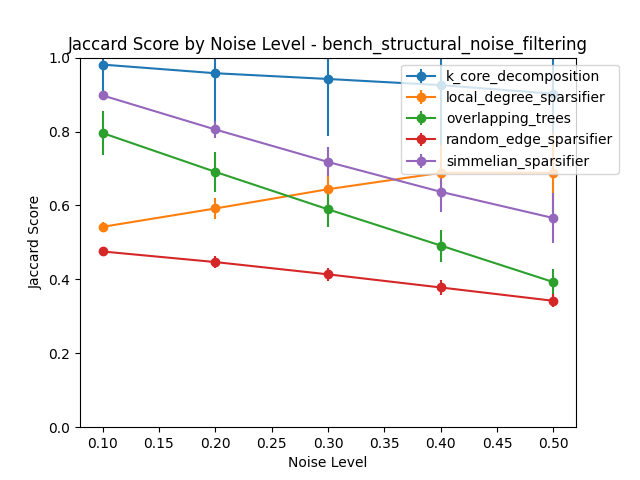 Jaccard Score by Noise Level - bench_structural_noise_filtering
k_core_decomposition
local_degree_sparsifier
overlapping_trees
random_edge_sparsifier
simmelian_sparsifier
Jaccard Score
1.0
0.8
0.6
0.4
0.2
0.0
0.10 0.15 0.20 0.25 0.30 0.35 0.40 0.45 0.50
Noise Level